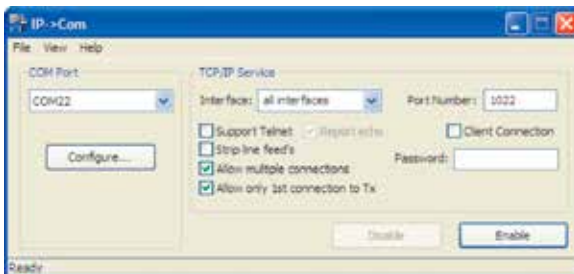 IP->Com
File View Help
COM Port
COM22
Configure...
TCP/IP Service
Interface: all interfaces
Port Number: 1022
Support Telnet Report echo
Client Connection
Strip line feed's
Password:
Allow multiple connections
Allow only 1st connection to Tx
Disable
Enable
Ready